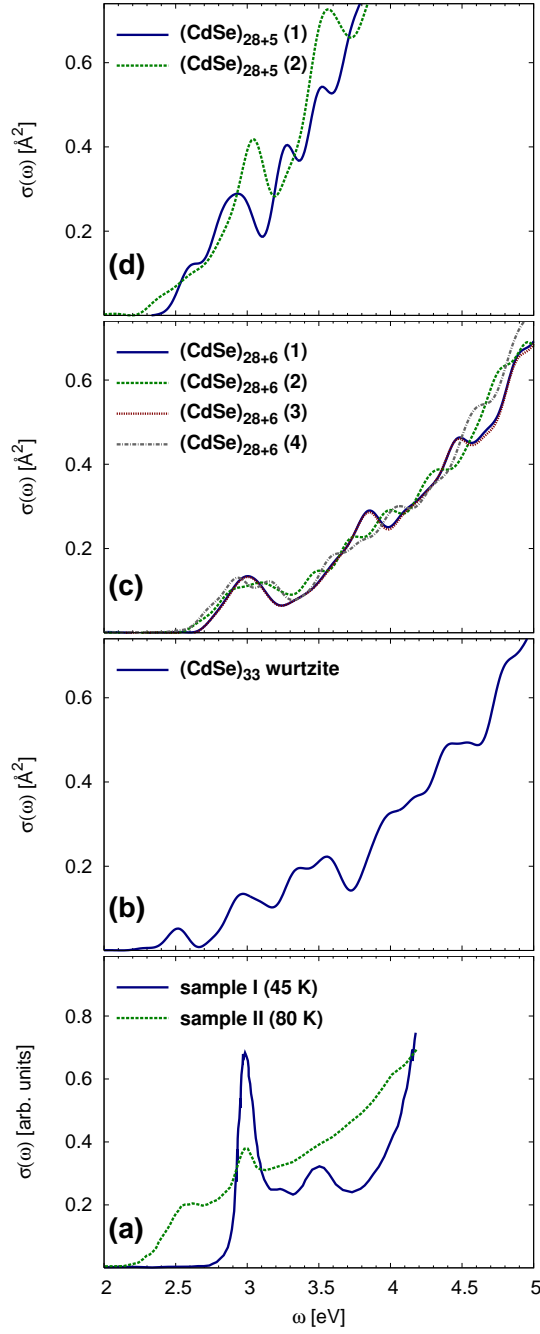 (CdSe)28+5 (1)
(CdSe)28+5 (2)
0.6
0.4
0.2
σ(ω) [Å2]
(d)
(CdSe)28+6 (1)
(CdSe)28+6 (2)
(CdSe)28+6 (3)
(CdSe)28+6 (4)
0.6
0.4
0.2
σ(ω) [Å2]
(c)
(CdSe)33 wurtzite
0.6
0.4
0.2
σ(ω) [Å2]
(b)
sample I (45 K)
sample II (80 K)
0.8
0.6
0.4
0.2
σ(ω) [arb. units]
(a)
2 2.5 3 3.5 4 4.5 5
ω [eV]